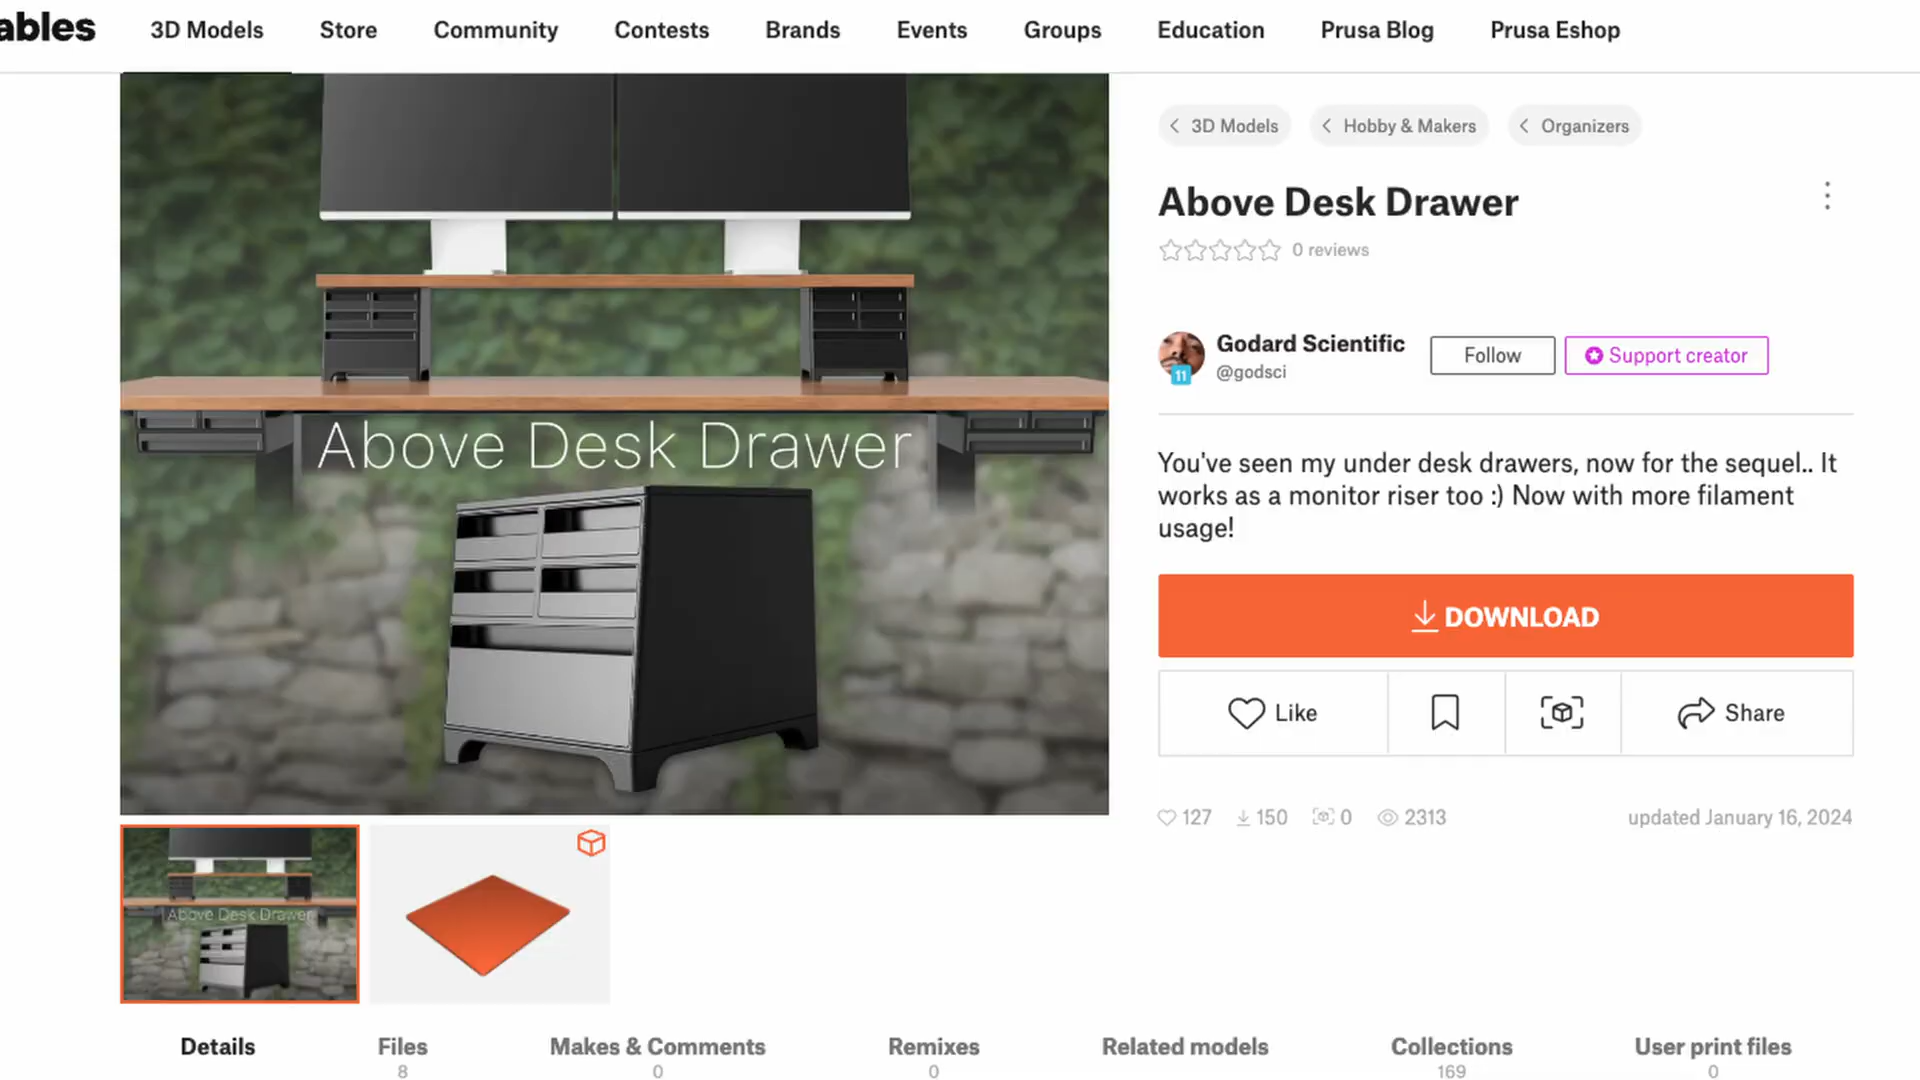 ables
3D Models Store Community Contests Brands Events Groups Education Prusa Blog Prusa Eshop
Above Desk Drawer
3D Models Hobby & Makers Organizers
Above Desk Drawer
0 reviews
Godard Scientific
@godsci
11
Follow
Support creator
You've seen my under desk drawers, now for the sequel.. It
works as a monitor riser too :) Now with more filament
usage!
DOWNLOAD
Like
Share
127 150 0 2313 updated January 16, 2024
Above Desk Drawer
Details Files Makes & Comments Remixes Related models Collections User print files
8 0 0 169 0